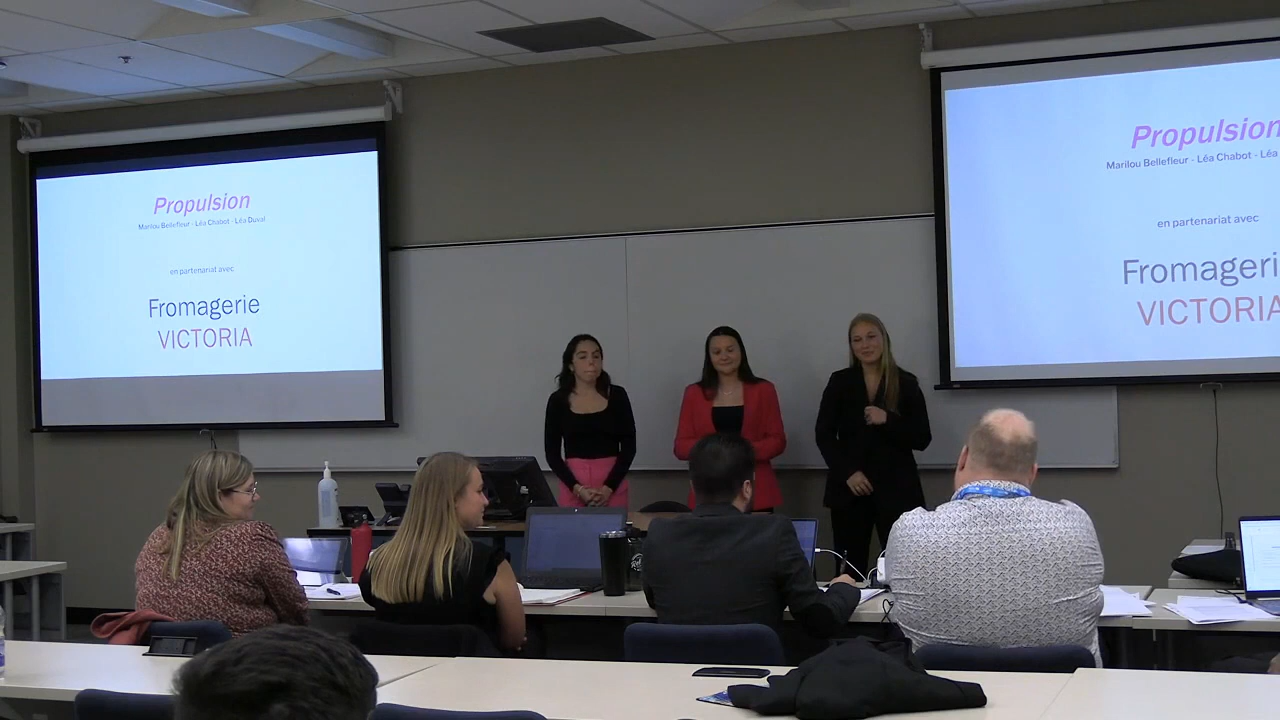 Propulsion
Marilou Bellefleur - Léa Chabot - Léa Duval
en partenariat avec
Fromagerie
VICTORIA
Propulsion
Marilou Bellefleur - Léa Chabot - Léa
en partenariat avec
Fromageri
VICTORIA